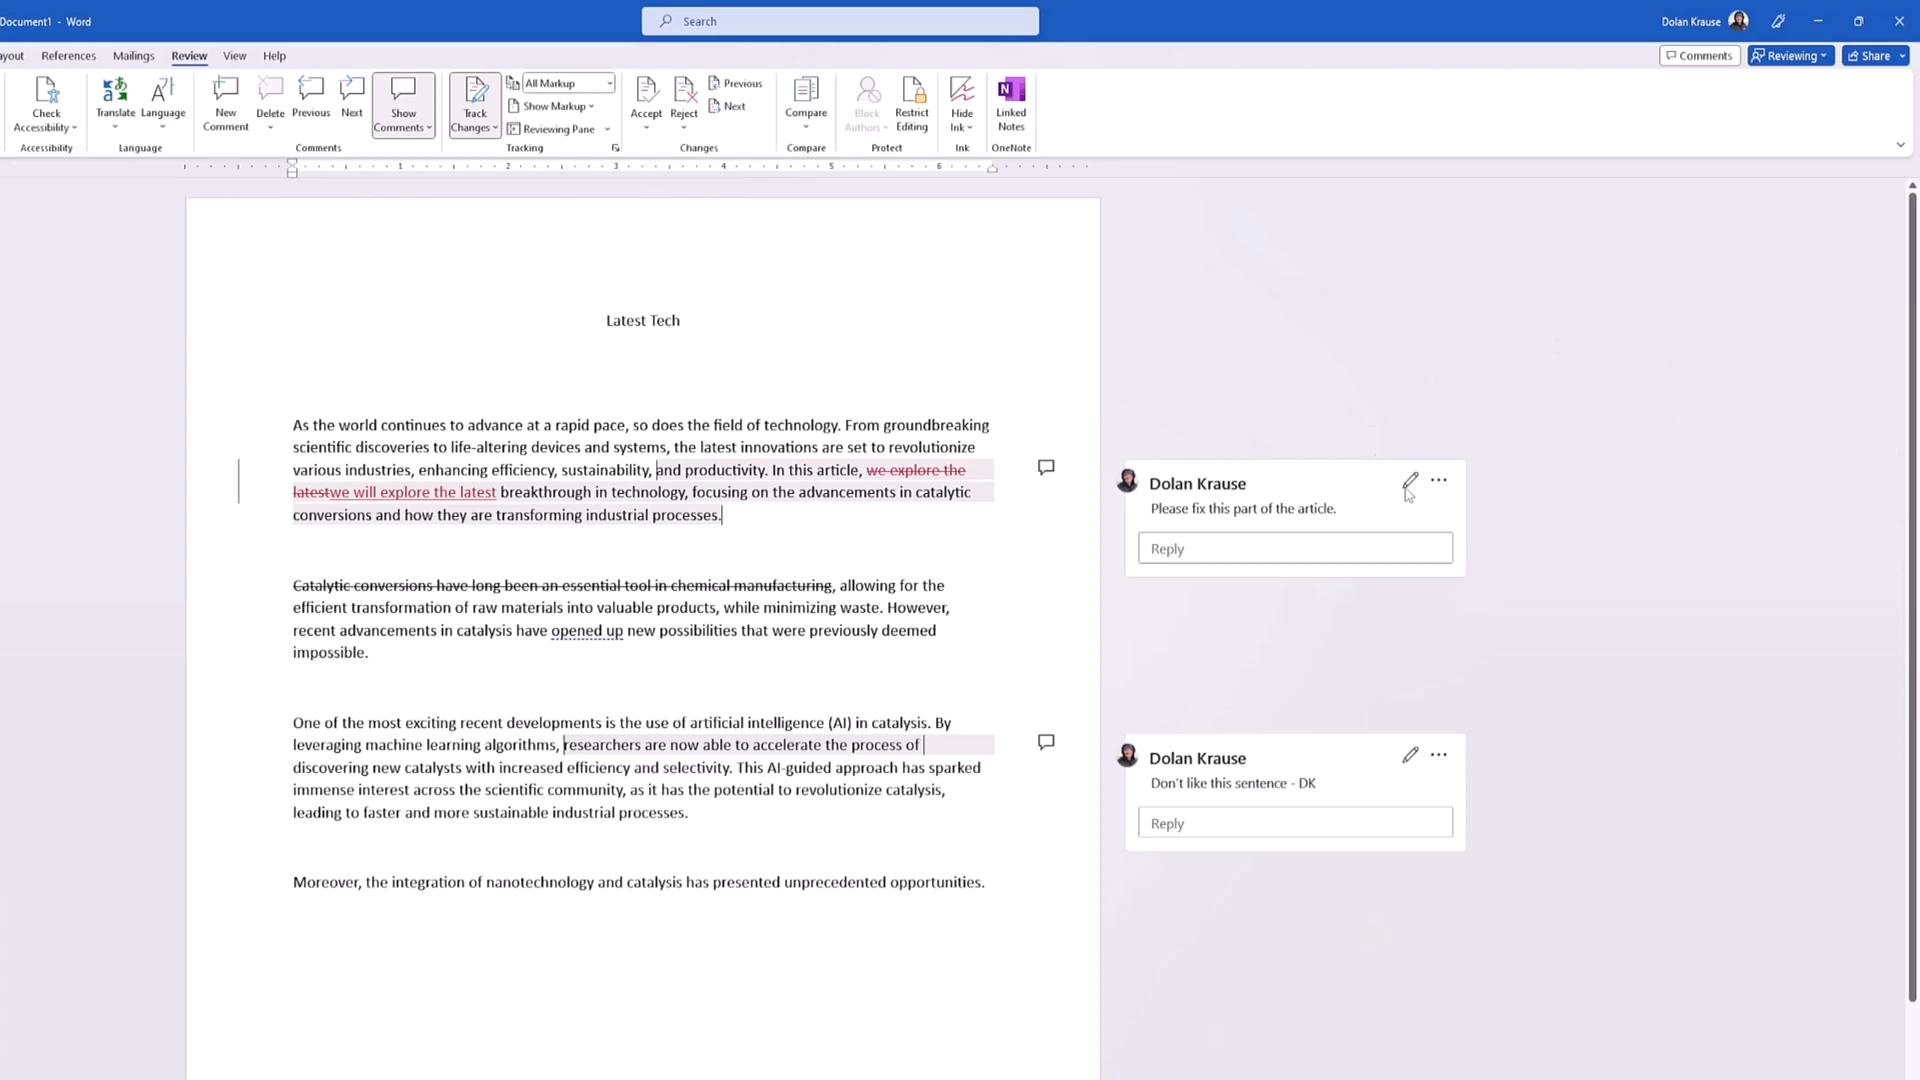 Document1 - Word
Search
Dolan Krause
ayout References Mailings Review View Help
Comments Reviewing Share
Check Accessibility
Translate
Language
New Comment
Delete
Previous
Next
Show Comments
Track Changes
All Markup
Show Markup
Reviewing Pane
Accept
Reject
Previous
Next
Compare
Block Authors
Restrict Editing
Hide Ink
N
Linked Notes
Accessibility Language Comments Tracking Changes Compare Protect Ink OneNote
1 2 3 4 5 6
Latest Tech
As the world continues to advance at a rapid pace, so does the field of technology. From groundbreaking
scientific discoveries to life-altering devices and systems, the latest innovations are set to revolutionize
various industries, enhancing efficiency, sustainability, and productivity. In this article, we explore the
latestwe will explore the latest breakthrough in technology, focusing on the advancements in catalytic
conversions and how they are transforming industrial processes.
Catalytic conversions have long been an essential tool in chemical manufacturing, allowing for the
efficient transformation of raw materials into valuable products, while minimizing waste. However,
recent advancements in catalysis have opened up new possibilities that were previously deemed
impossible.
One of the most exciting recent developments is the use of artificial intelligence (AI) in catalysis. By
leveraging machine learning algorithms, researchers are now able to accelerate the process of
discovering new catalysts with increased efficiency and selectivity. This AI-guided approach has sparked
immense interest across the scientific community, as it has the potential to revolutionize catalysis,
leading to faster and more sustainable industrial processes.
Moreover, the integration of nanotechnology and catalysis has presented unprecedented opportunities.
Dolan Krause
Please fix this part of the article.
Reply
Dolan Krause
Don't like this sentence - DK
Reply